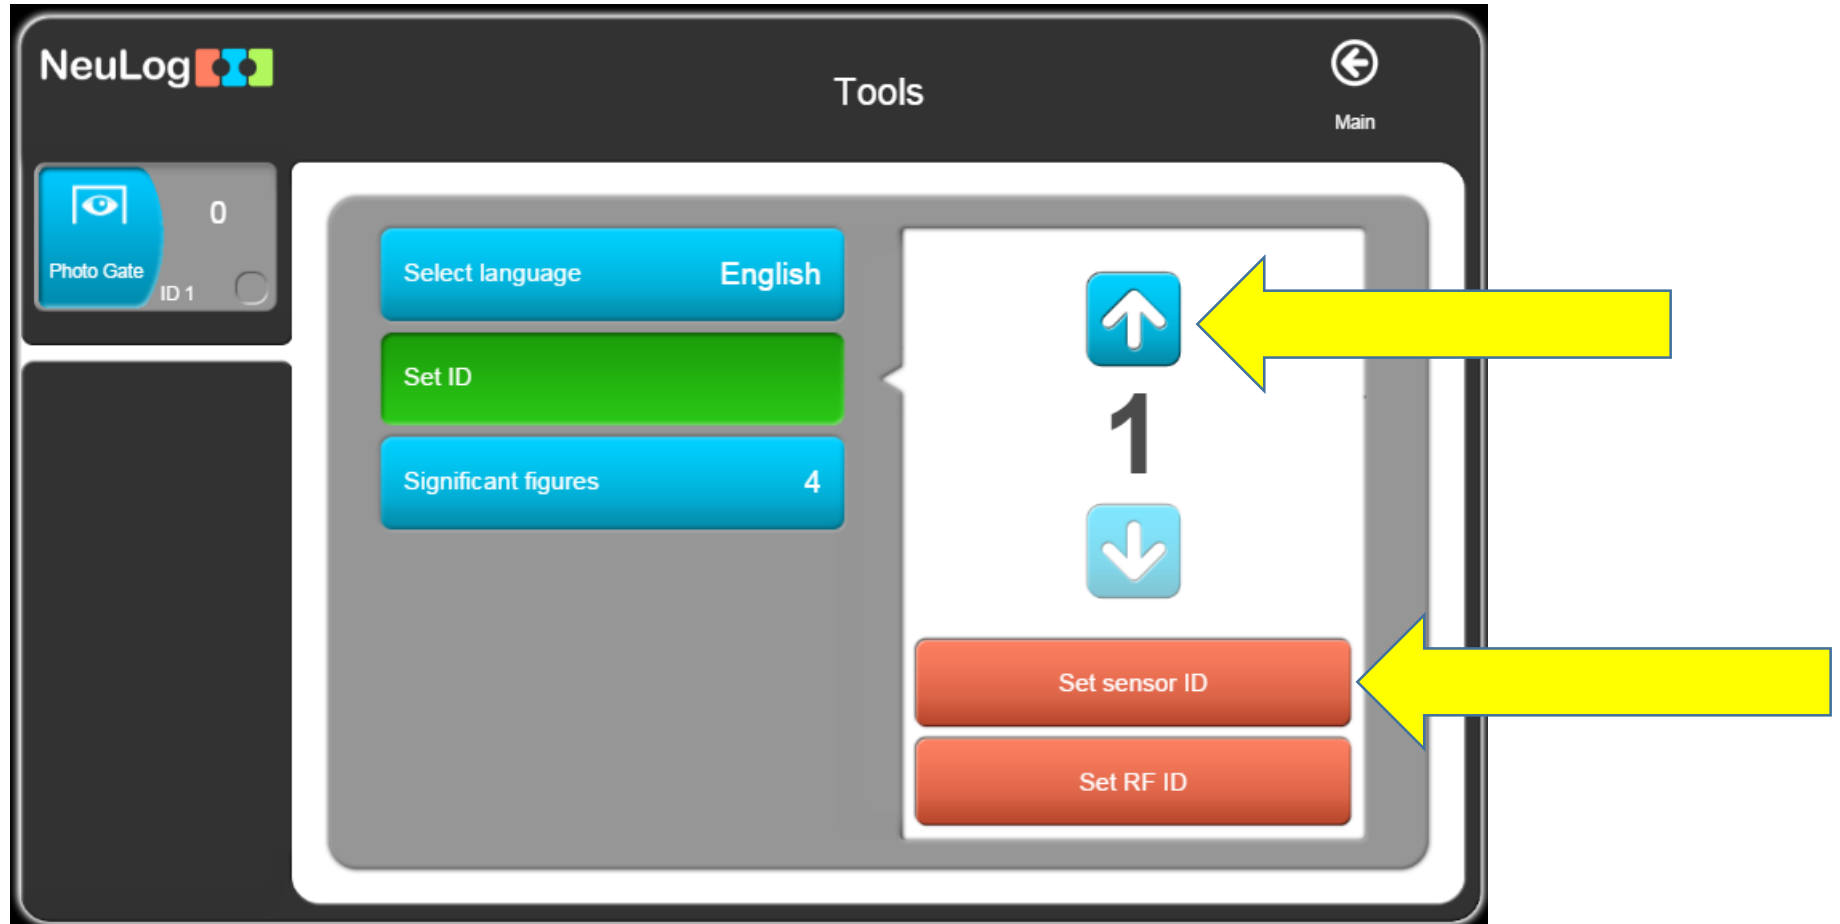 NeuLog
Tools
Main
0
Photo Gate
ID 1
Select language English
Set ID
Significant figures 4
1
Set sensor ID
Set RF ID